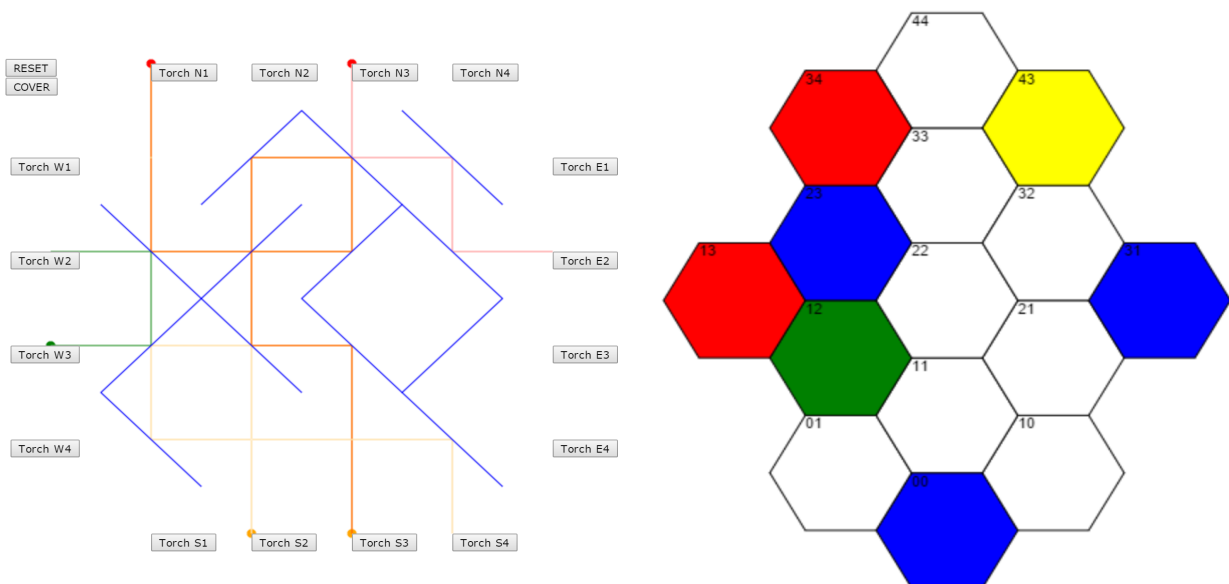 RESET
COVER
Torch N1
Torch N2
Torch N3
Torch N4
Torch W1
Torch E1
Torch W2
Torch E2
Torch W3
Torch E3
Torch W4
Torch E4
Torch S1
Torch S2
Torch S3
Torch S4
44
34
43
33
23
32
13
22
31
12
21
11
01
10
00